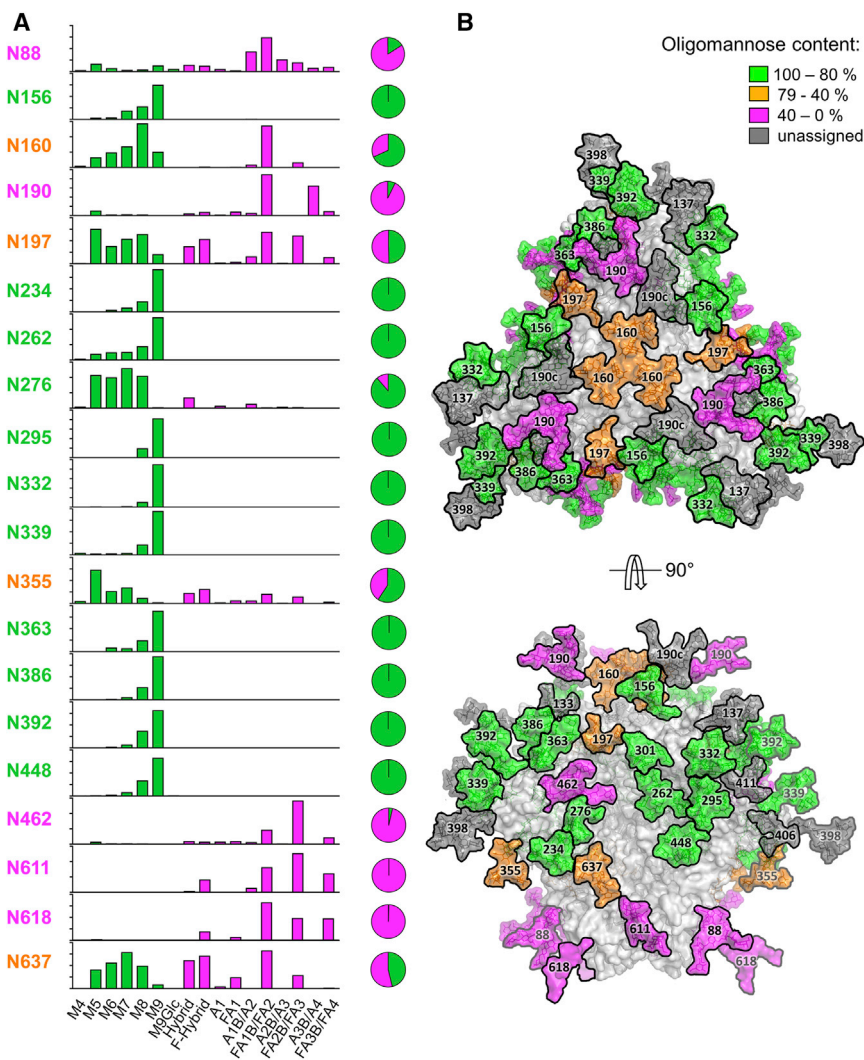 A
N88
N156
N160
N190
N197
N234
N262
N276
N295
N332
N339
N355
N363
N386
N392
N448
N462
N611
N618
N637
M4
M5
M6
M7
M8
M9
M9Glc
Hybrid
F-Hybrid
A1
FA1
A1B/A2
FA1B/FA2
A2B/A3
FA2B/FA3
A3B/A4
FA3B/FA4
B
Oligomannose content:
100 – 80 %
79 - 40 %
40 – 0 %
unassigned
398
339
392
137
386
332
363
190
190c
197
156
156
160
197
332
190c
160
160
363
137
190
386
190
190c
392
197
156
392
339
398
386
363
339
137
398
332
90°
190
190c
190
160
156
133
137
392
386
363
197
301
332
392
339
462
262
295
411
339
276
398
234
448
406
398
355
637
355
88
611
88
618
618